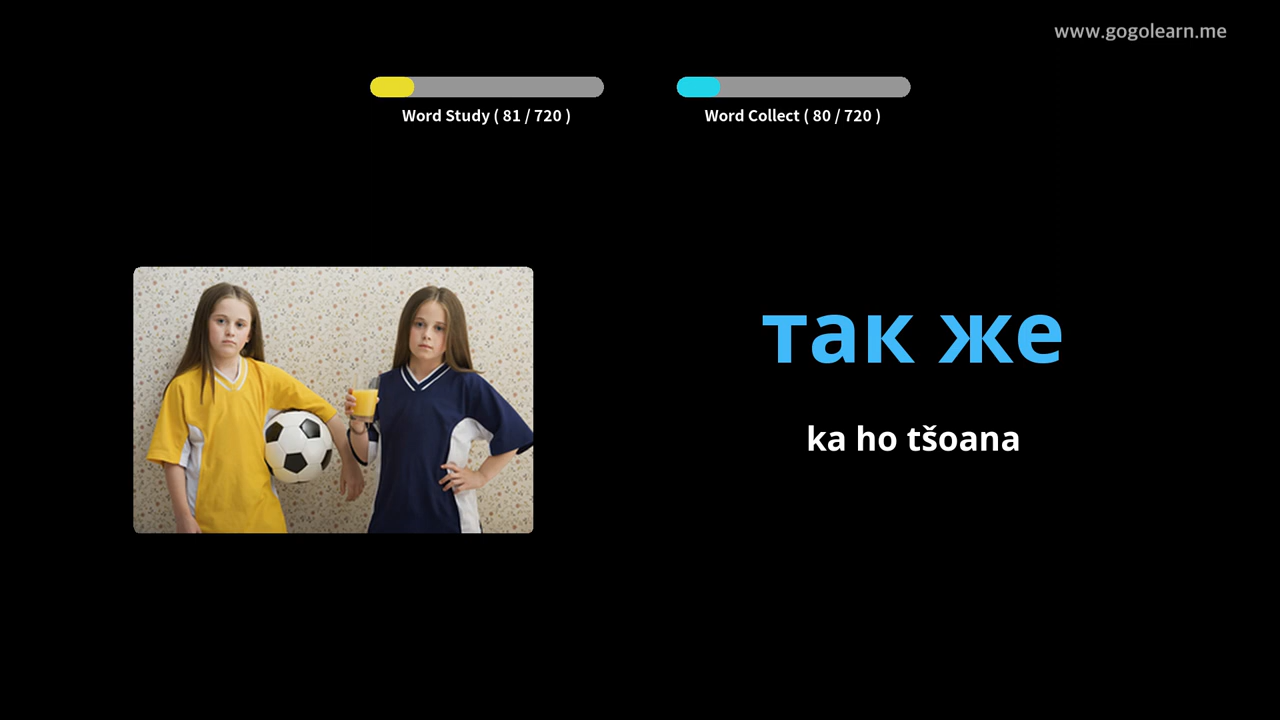 www.gogolearn.me
Word Study ( 81 / 720 )
Word Collect ( 80 / 720 )
так же
ka ho tšoana